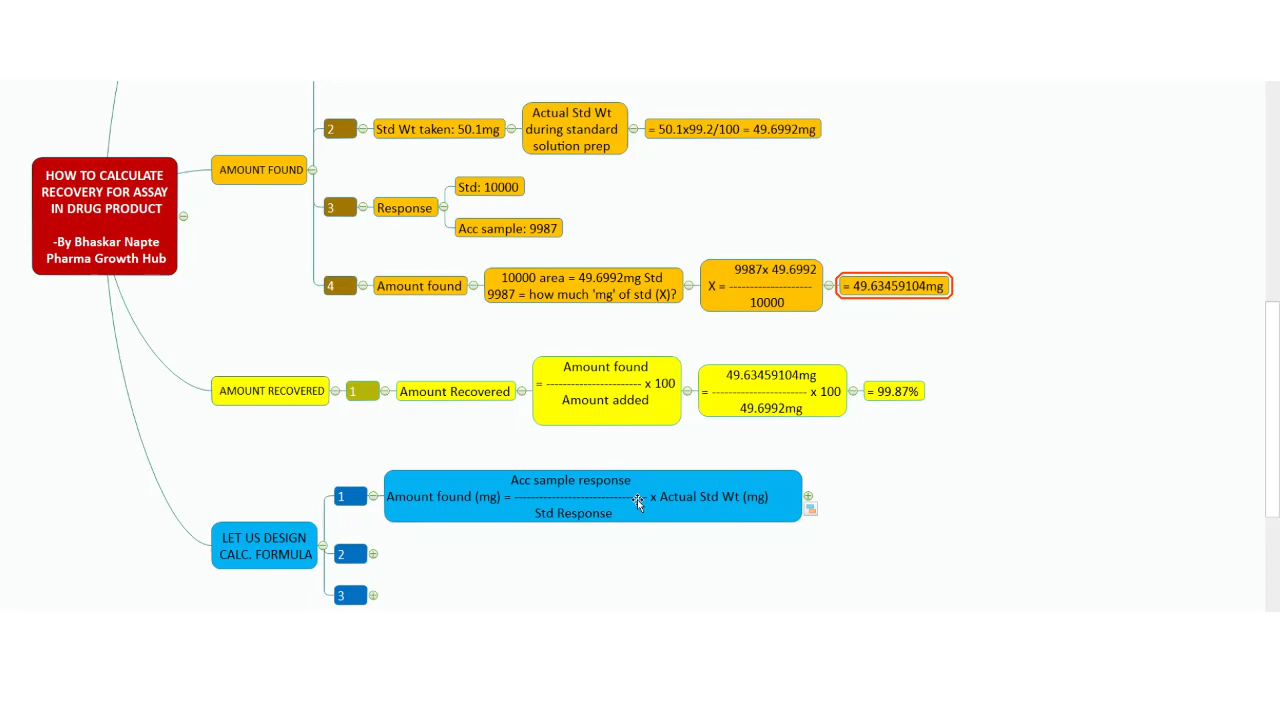 HOW TO CALCULATE
RECOVERY FOR ASSAY
IN DRUG PRODUCT
-By Bhaskar Napte
Pharma Growth Hub
AMOUNT FOUND
2
Std Wt taken: 50.1mg
Actual Std Wt
during standard
solution prep
= 50.1x99.2/100 = 49.6992mg
3
Response
Std: 10000
Acc sample: 9987
4
Amount found
10000 area = 49.6992mg Std
9987 = how much 'mg' of std (X)?
9987x 49.6992
X = --------------------
10000
= 49.63459104mg
AMOUNT RECOVERED
1
Amount Recovered
Amount found
= ----------------------- x 100
Amount added
49.63459104mg
= ----------------------- x 100
49.6992mg
= 99.87%
LET US DESIGN
CALC. FORMULA
1
Acc sample response
Amount found (mg) = -------------------------------- x Actual Std Wt (mg)
Std Response
2
3